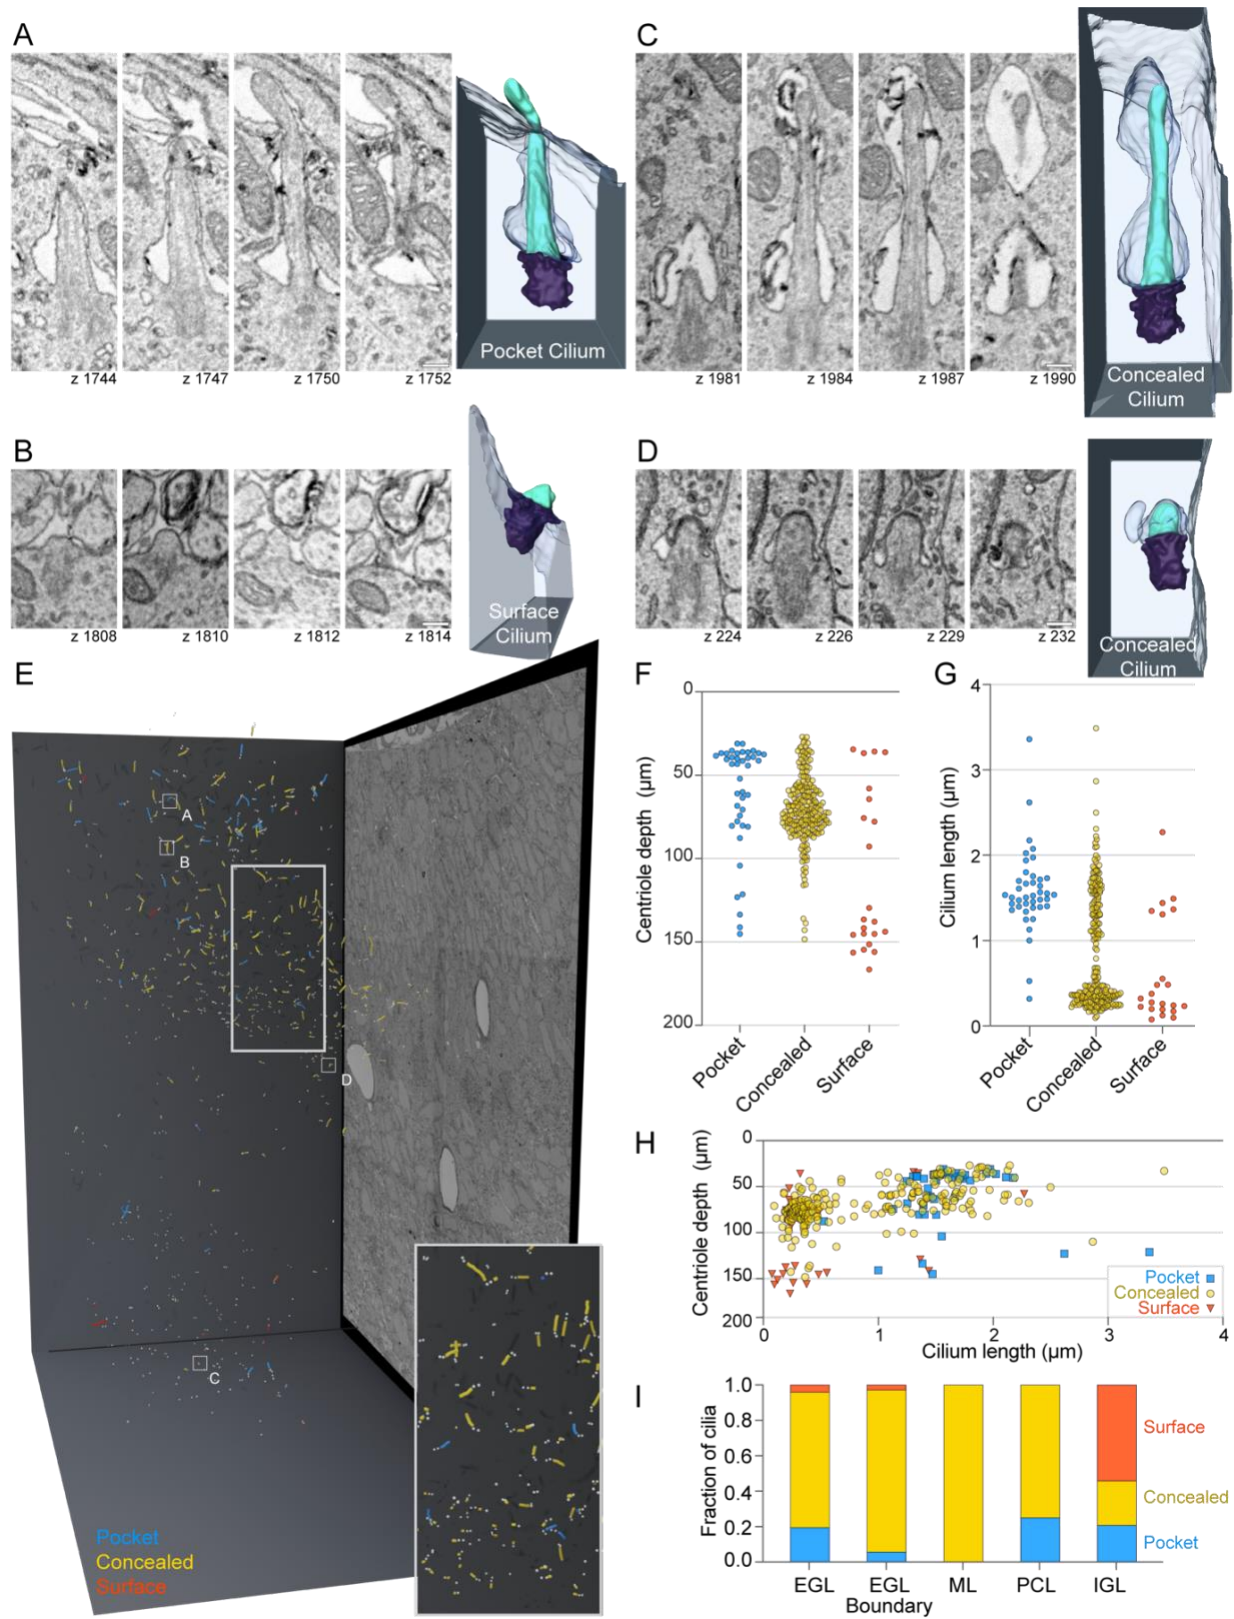 A
z 1744
z 1747
z 1750
z 1752
Pocket Cilium
C
z 1981
z 1984
z 1987
z 1990
Concealed
Cilium
B
z 1808
z 1810
z 1812
z 1814
Surface
Cilium
D
z 224
z 226
z 229
z 232
Concealed
Cilium
E
A
B
D
C
Pocket
Concealed
Surface
F
Centriole depth (µm)
0
50
100
150
200
Pocket
Concealed
Surface
G
Cilium length (µm)
4
3
2
1
0
Pocket
Concealed
Surface
H
Centriole depth (µm)
0
50
100
150
200
0
1
2
3
4
Cilium length (µm)
Pocket
Concealed
Surface
I
Fraction of cilia
1.0
0.8
0.6
0.4
0.2
0.0
EGL
EGL
Boundary
ML
PCL
IGL
Surface
Concealed
Pocket